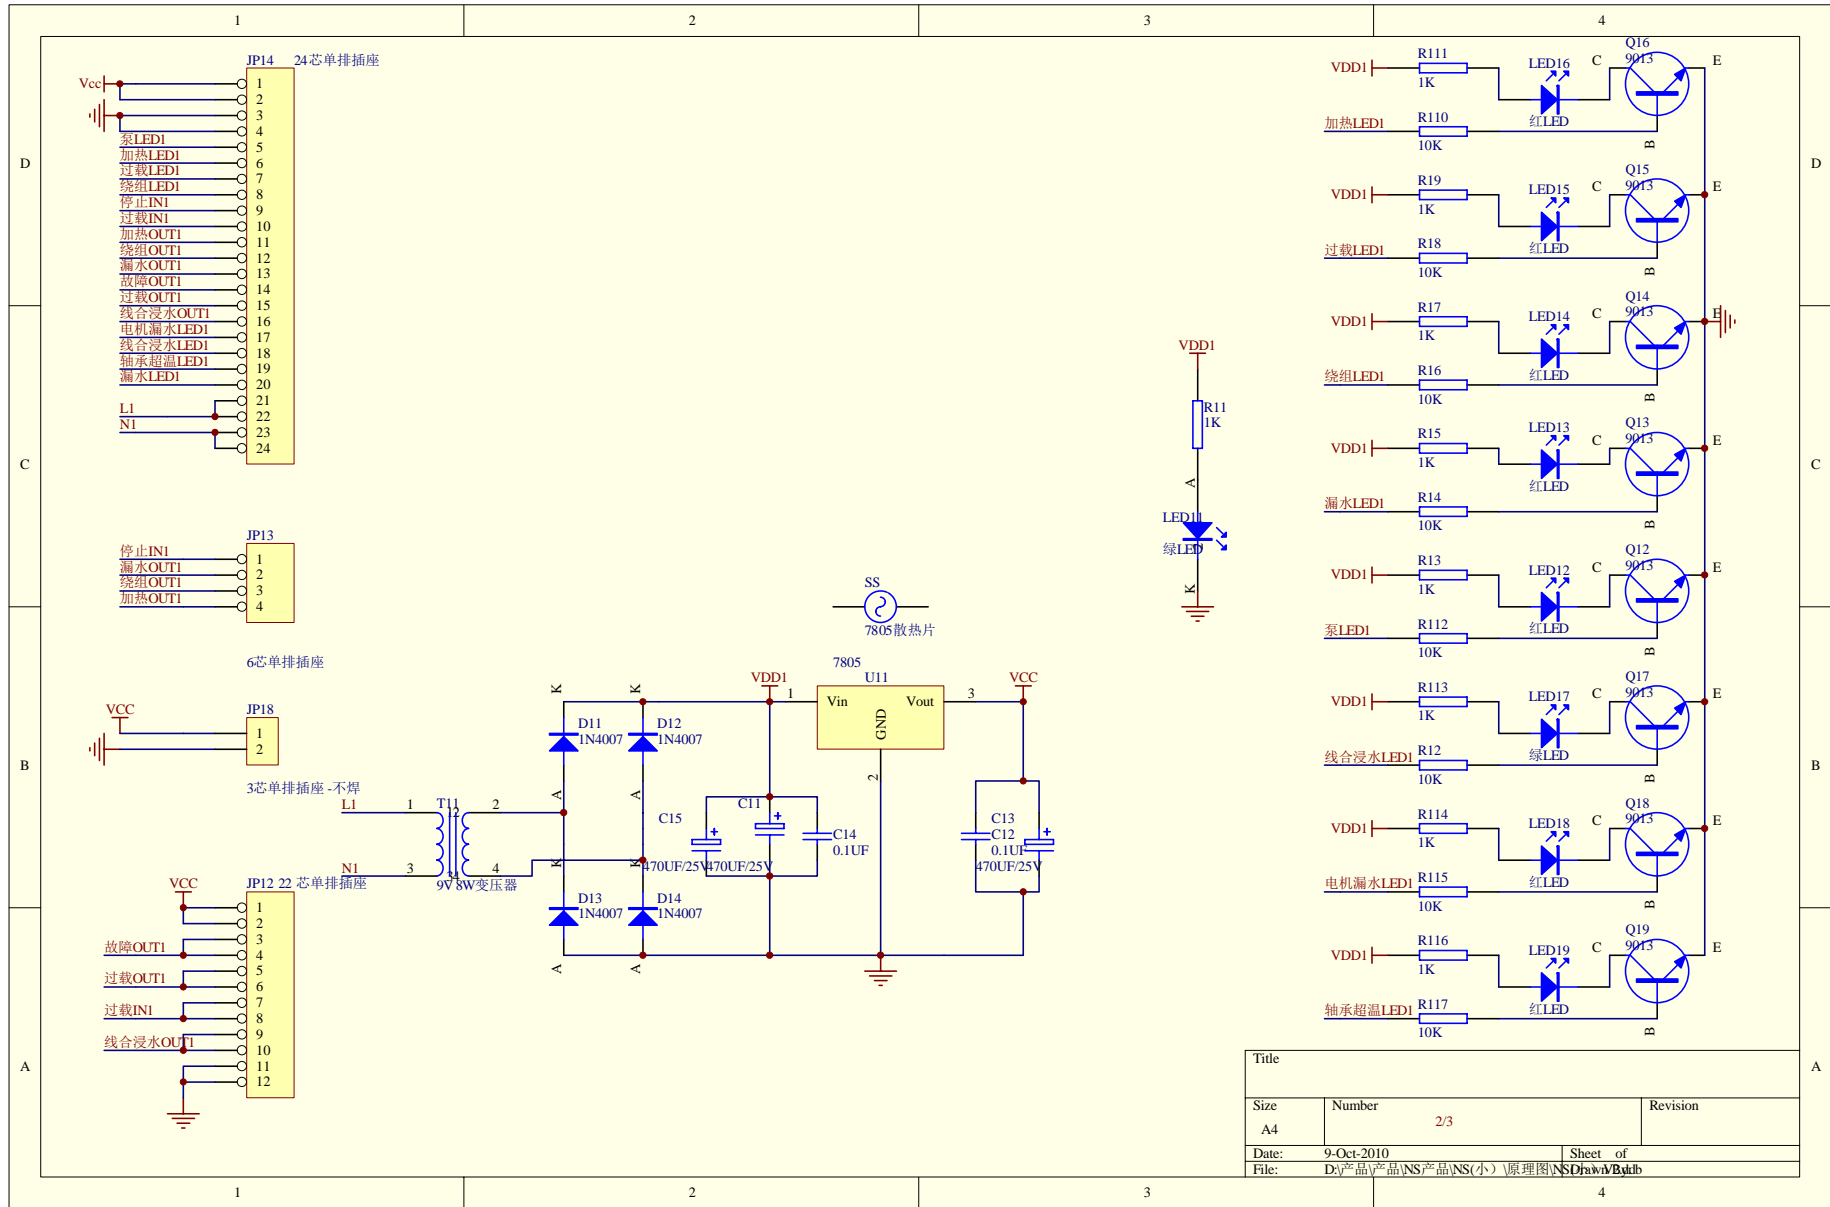 1 2 3 4
JP14 24芯单排插座
Vcc
1
2
3
4
泵LED1 5
加热LED1 6
过载LED1 7
绕组LED1 8
停止IN1 9
过载IN1 10
加热OUT1 11
绕组OUT1 12
漏水OUT1 13
故障OUT1 14
过载OUT1 15
线合浸水OUT1 16
电机漏水LED1 17
线合浸水LED1 18
轴承超温LED1 19
漏水LED1 20
21
L1 22
N1 23
24
JP13
停止IN1 1
漏水OUT1 2
绕组OUT1 3
加热OUT1 4
6芯单排插座
VCC JP18
1
2
3芯单排插座 -不焊
L1 1 T11 12 2
N1 3 34 4
9V 8W变压器
VCC JP12 22 芯单排插座
1
2
3
故障OUT1 4
5
过载OUT1 6
7
过载IN1 8
9
线合浸水OUT1 10
11
12
K K
D11 D12
1N4007 1N4007
A A
K K
D13 D14
1N4007 1N4007
A A
VDD1
C15 C11
470UF/25V 470UF/25V
C14
0.1UF
SS
7805散热片
7805
U11
1 Vin Vout 3
GND
2
VCC
C13
C12
0.1UF
470UF/25V
VDD1
R11
1K
A
LED11
绿LED
K
VDD1 R111 1K LED16 红LED C Q16 9013 E
加热LED1 R110 10K B
VDD1 R19 1K LED15 红LED C Q15 9013 E
过载LED1 R18 10K B
VDD1 R17 1K LED14 红LED C Q14 9013 E
绕组LED1 R16 10K B
VDD1 R15 1K LED13 红LED C Q13 9013 E
漏水LED1 R14 10K B
VDD1 R13 1K LED12 红LED C Q12 9013 E
泵LED1 R112 10K B
VDD1 R113 1K LED17 绿LED C Q17 9013 E
线合浸水LED1 R12 10K B
VDD1 R114 1K LED18 红LED C Q18 9013 E
电机漏水LED1 R115 10K B
VDD1 R116 1K LED19 红LED C Q19 9013 E
轴承超温LED1 R117 10K B
D D
C C
B B
A A
Title
Size Number Revision
A4 2/3
Date: 9-Oct-2010 Sheet of
File: D:\产品\产品\NS产品\NS(小）\原理图\NS
1 2 3 4